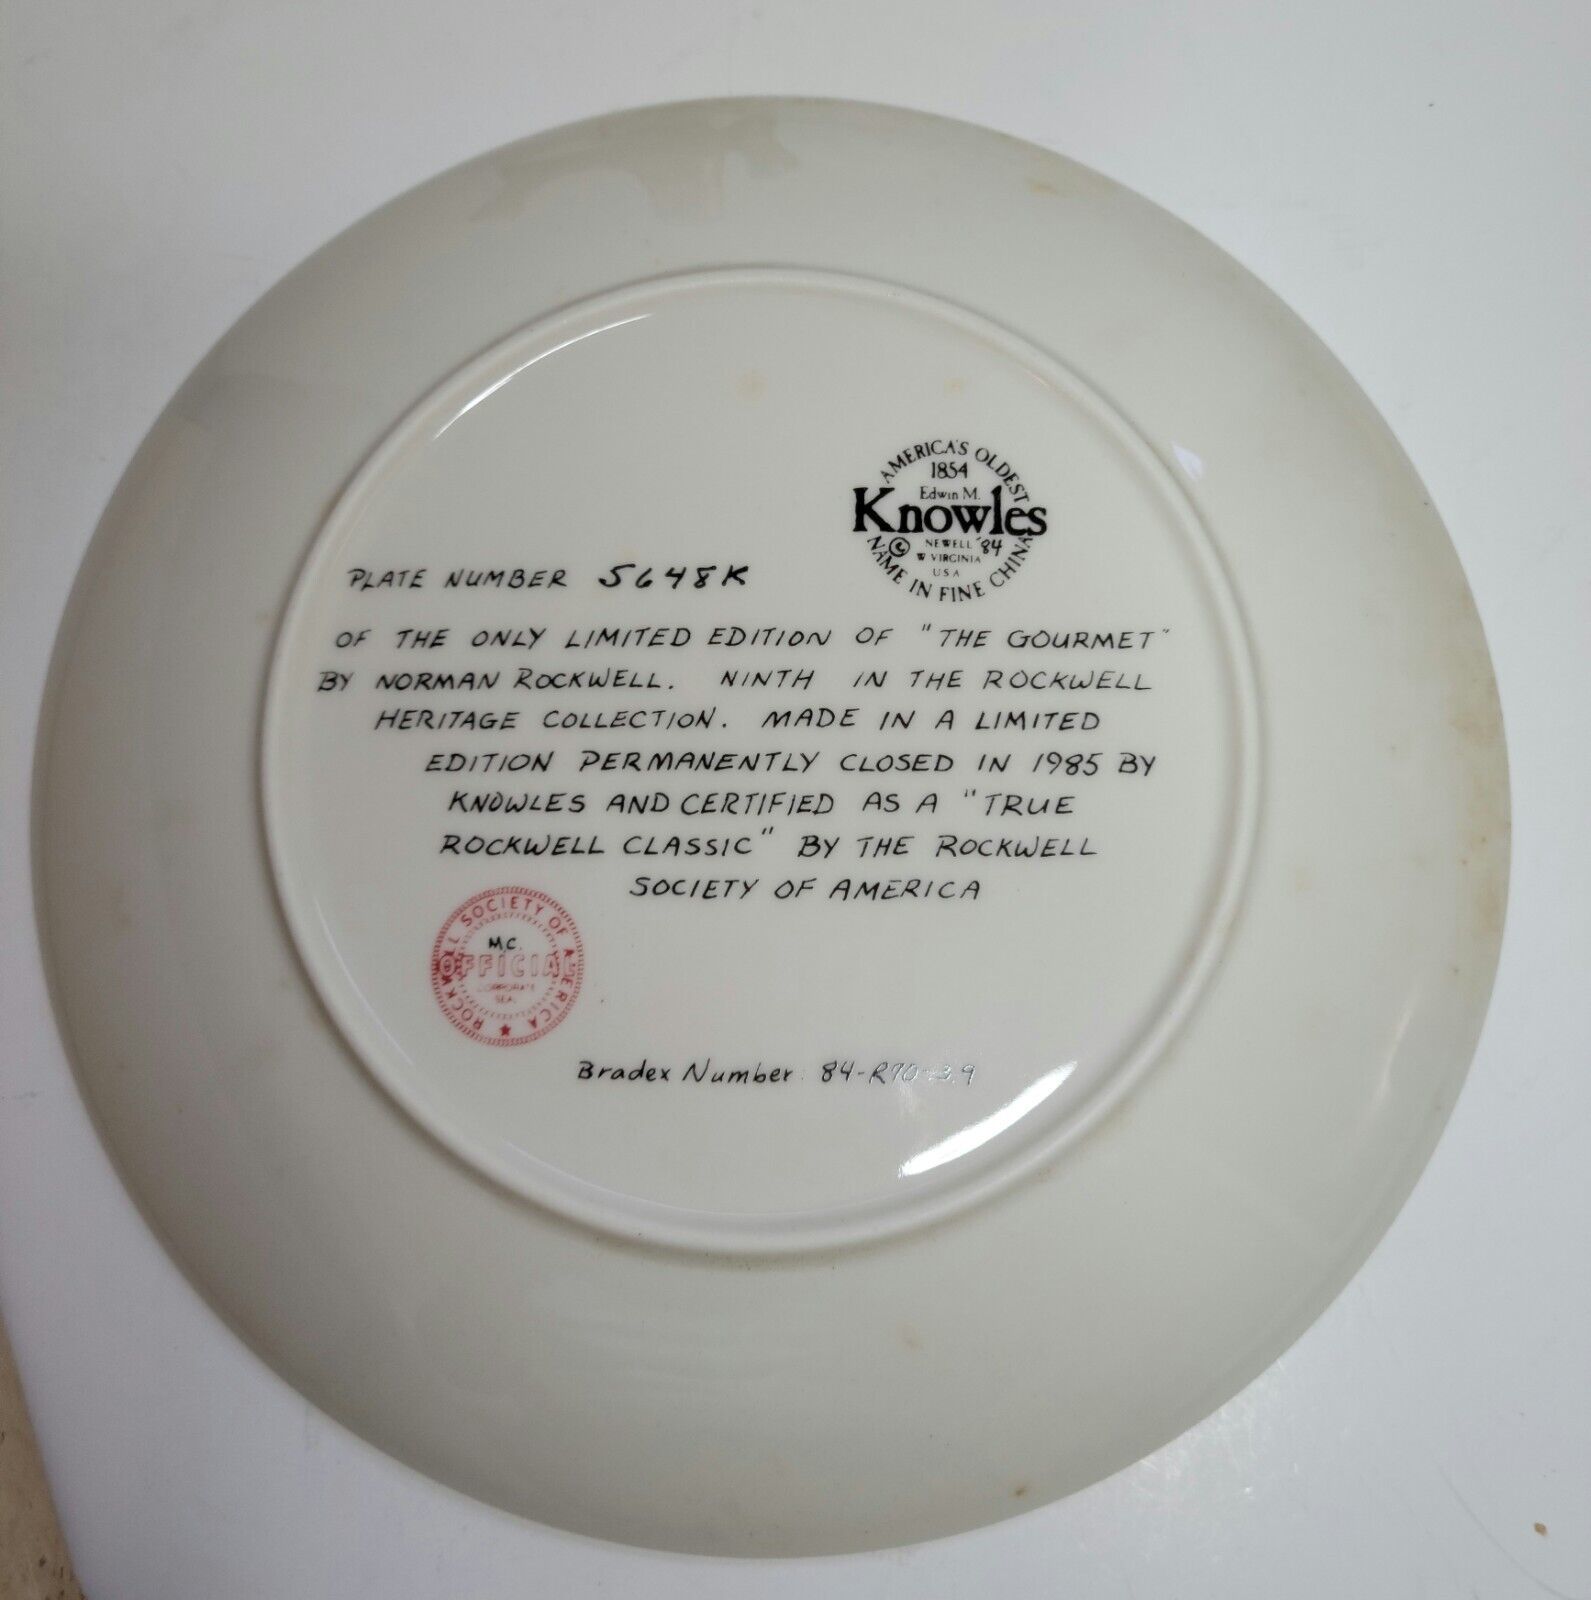 AMERICA'S OLDEST
1854
Edwin M.
Knowles
© NEWELL '84
W VIRGINIA
USA
NAME IN FINE CHINA
PLATE NUMBER 5648K
OF THE ONLY LIMITED EDITION OF "THE GOURMET"
BY NORMAN ROCKWELL. NINTH IN THE ROCKWELL
HERITAGE COLLECTION. MADE IN A LIMITED
EDITION PERMANENTLY CLOSED IN 1985 BY
KNOWLES AND CERTIFIED AS A "TRUE
ROCKWELL CLASSIC" BY THE ROCKWELL
SOCIETY OF AMERICA
ROCKWELL SOCIETY OF AMERICA
M.C.
OFFICIAL
CORPORATE
SEAL
Bradex Number: 84-R70-3.9